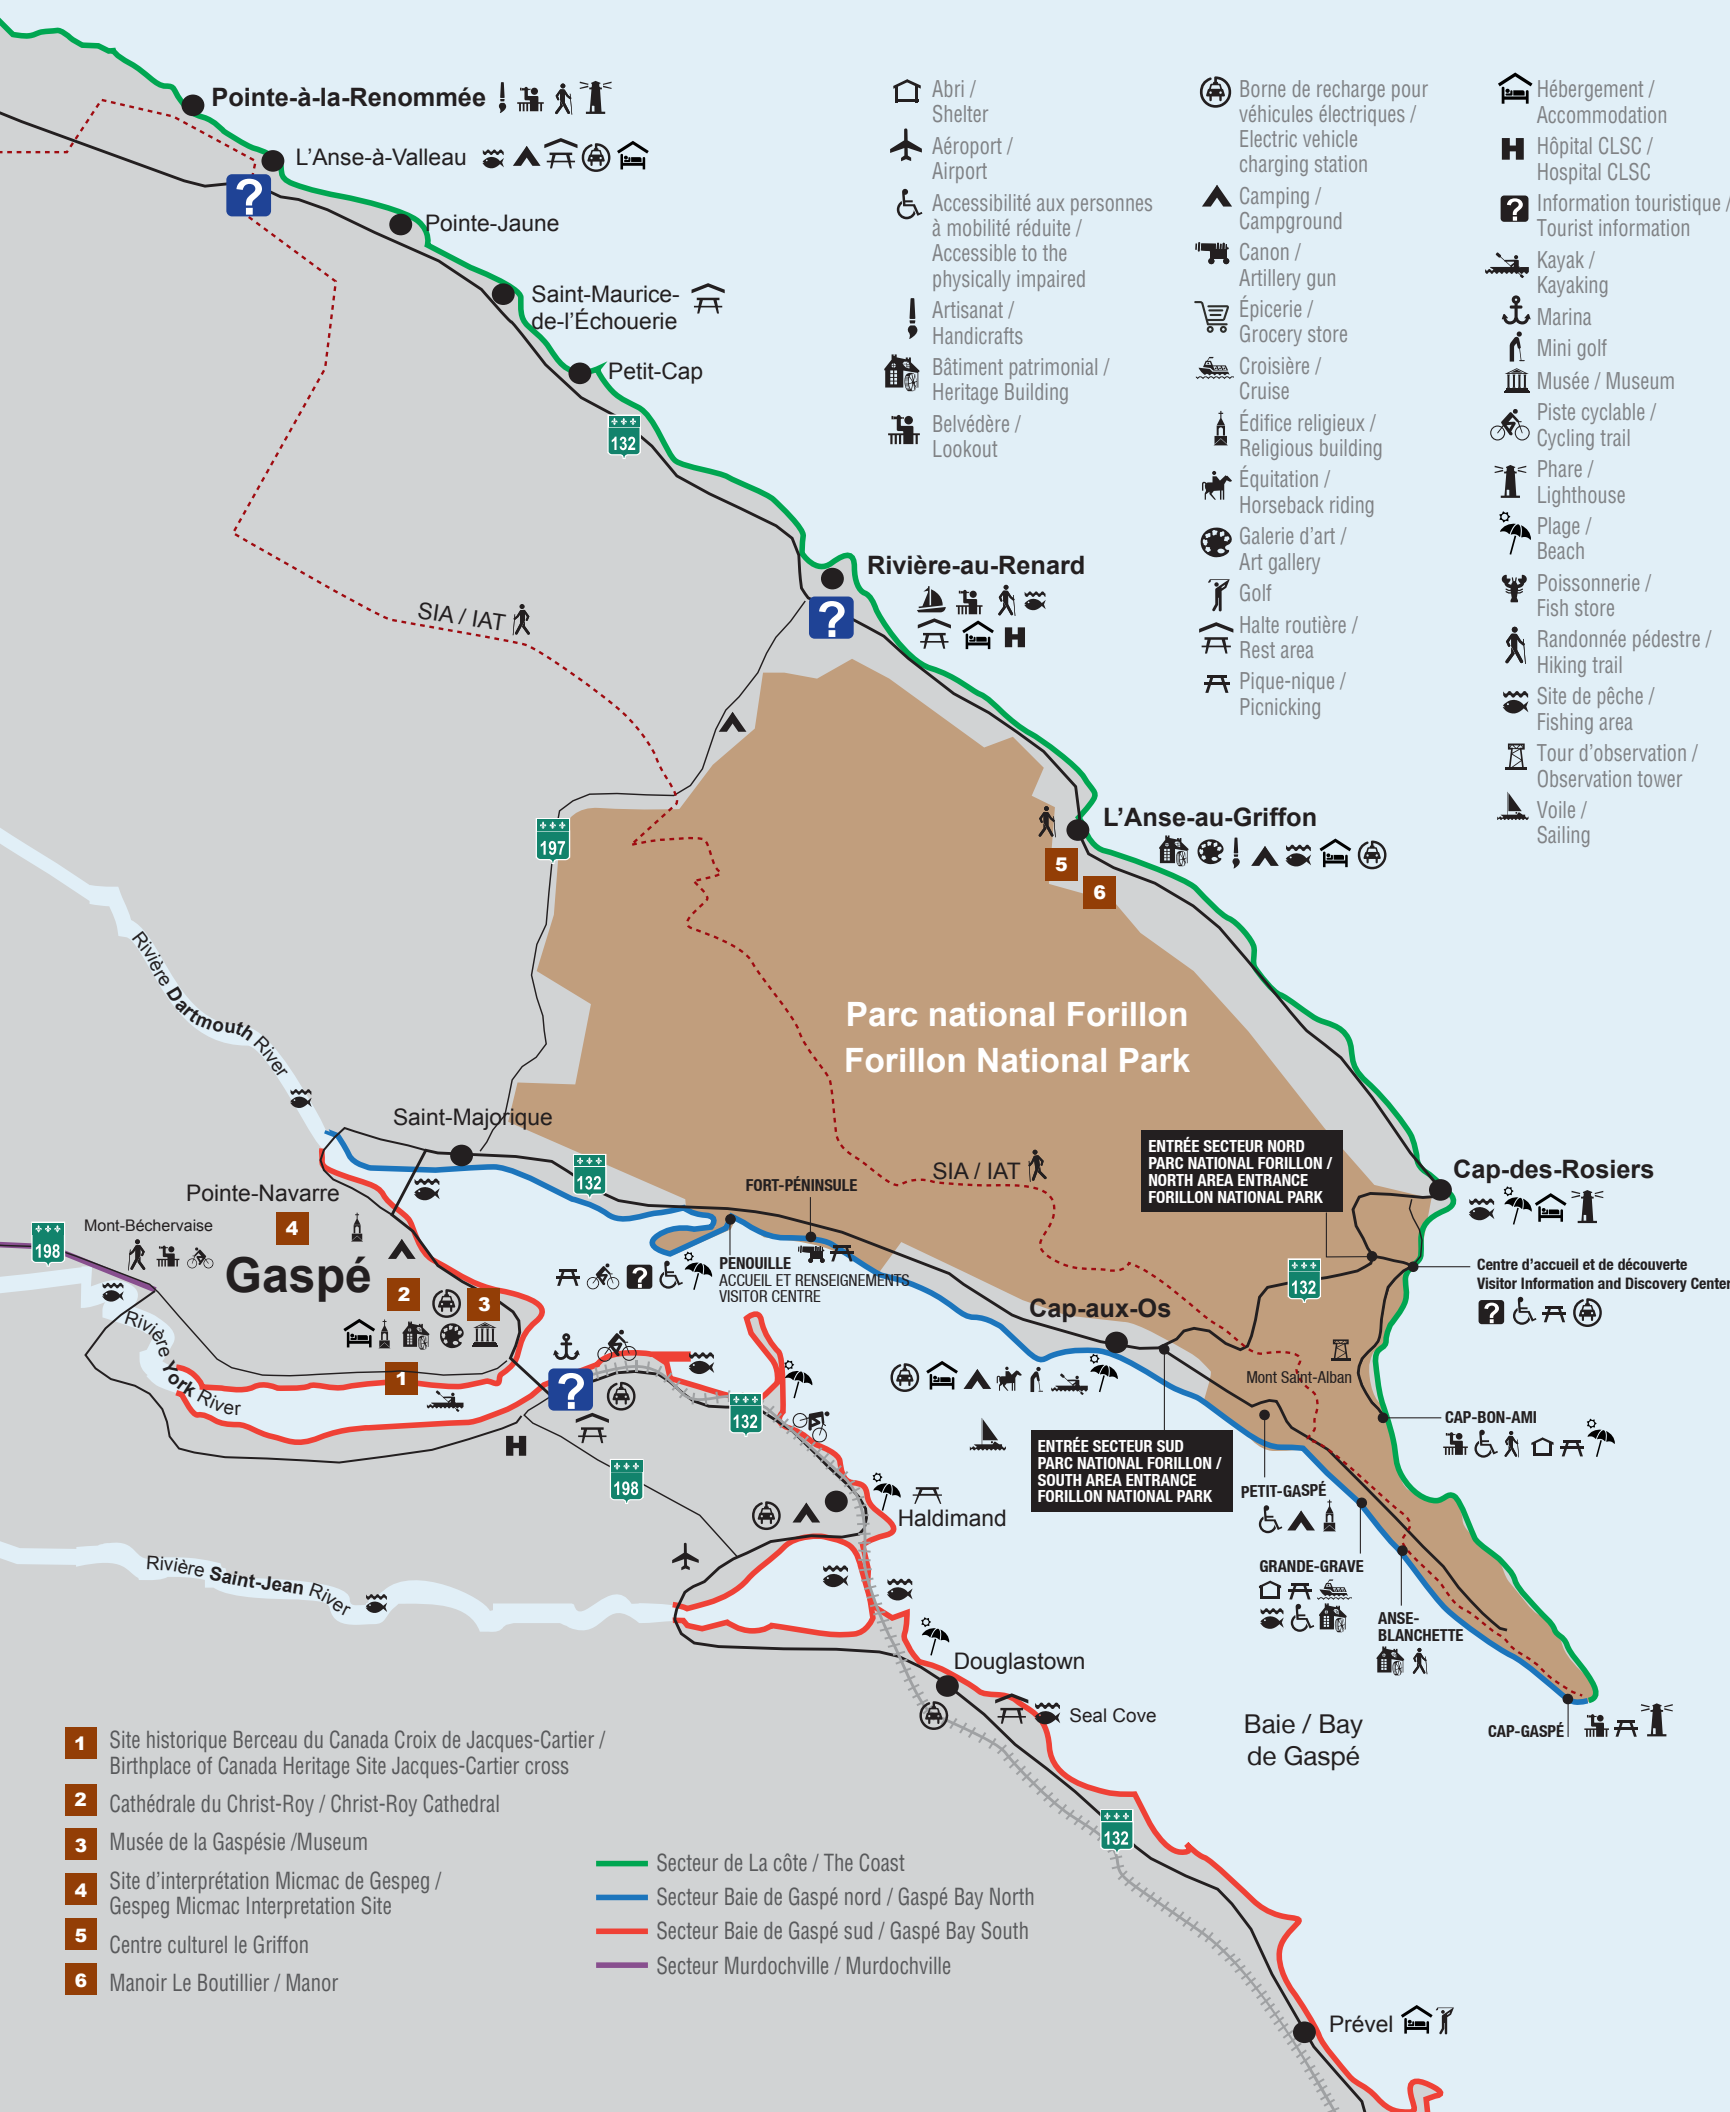 Pointe-à-la-Renommée
L'Anse-à-Valleau
?
Pointe-Jaune
Saint-Maurice-
de-l'Échouerie
Petit-Cap
132
Rivière-au-Renard
?
H
SIA / IAT
197
L'Anse-au-Griffon
5
6
Abri /
Shelter
Aéroport /
Airport
Accessibilité aux personnes
à mobilité réduite /
Accessible to the
physically impaired
Artisanat /
Handicrafts
Bâtiment patrimonial /
Heritage Building
Belvédère /
Lookout
Borne de recharge pour
véhicules électriques /
Electric vehicle
charging station
Camping /
Campground
Canon /
Artillery gun
Épicerie /
Grocery store
Croisière /
Cruise
Édifice religieux /
Religious building
Équitation /
Horseback riding
Galerie d'art /
Art gallery
Golf
Halte routière /
Rest area
Pique-nique /
Picnicking
Hébergement /
Accommodation
H
Hôpital CLSC /
Hospital CLSC
?
Information touristique /
Tourist information
Kayak /
Kayaking
Marina
Mini golf
Musée / Museum
Piste cyclable /
Cycling trail
Phare /
Lighthouse
Plage /
Beach
Poissonnerie /
Fish store
Randonnée pédestre /
Hiking trail
Site de pêche /
Fishing area
Tour d'observation /
Observation tower
Voile /
Sailing
Rivière Dartmouth River
Parc national Forillon
Forillon National Park
Saint-Majorique
132
SIA / IAT
ENTRÉE SECTEUR NORD
PARC NATIONAL FORILLON /
NORTH AREA ENTRANCE
FORILLON NATIONAL PARK
Cap-des-Rosiers
Pointe-Navarre
4
Mont-Béchervaise
198
Gaspé
2
3
1
FORT-PÉNINSULE
PENOUILLE
ACCUEIL ET RENSEIGNEMENTS
VISITOR CENTRE
?
132
Centre d'accueil et de découverte
Visitor Information and Discovery Center
?
Cap-aux-Os
Mont Saint-Alban
Rivière York River
?
H
132
198
CAP-BON-AMI
ENTRÉE SECTEUR SUD
PARC NATIONAL FORILLON /
SOUTH AREA ENTRANCE
FORILLON NATIONAL PARK
PETIT-GASPÉ
Haldimand
GRANDE-GRAVE
Rivière Saint-Jean River
ANSE-
BLANCHETTE
Douglastown
Seal Cove
Baie / Bay
de Gaspé
CAP-GASPÉ
132
Prével
1 Site historique Berceau du Canada Croix de Jacques-Cartier /
Birthplace of Canada Heritage Site Jacques-Cartier cross
2 Cathédrale du Christ-Roy / Christ-Roy Cathedral
3 Musée de la Gaspésie /Museum
4 Site d'interprétation Micmac de Gespeg /
Gespeg Micmac Interpretation Site
5 Centre culturel le Griffon
6 Manoir Le Boutillier / Manor
Secteur de La côte / The Coast
Secteur Baie de Gaspé nord / Gaspé Bay North
Secteur Baie de Gaspé sud / Gaspé Bay South
Secteur Murdochville / Murdochville